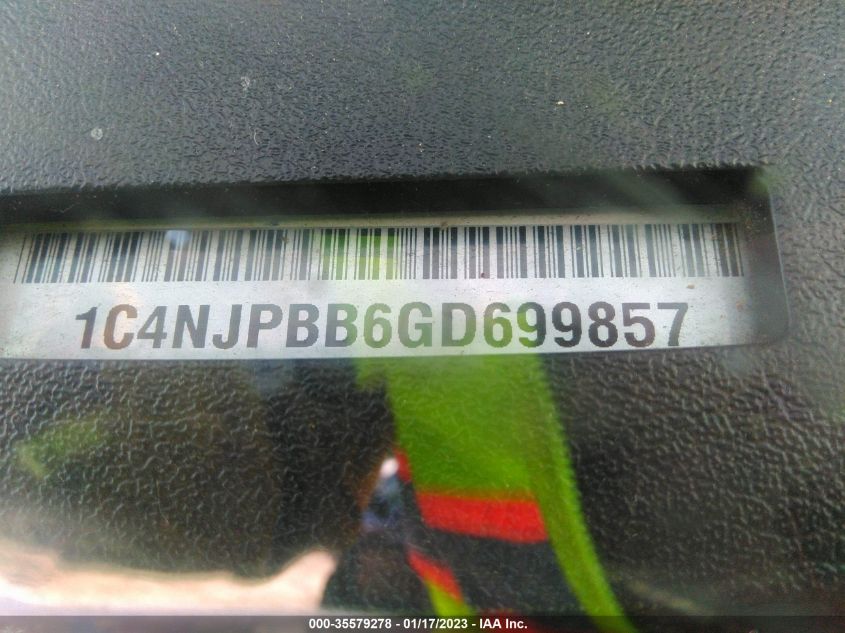 1C4NJPBB6GD699857
000-35579278 - 01/17/2023 - IAA Inc.